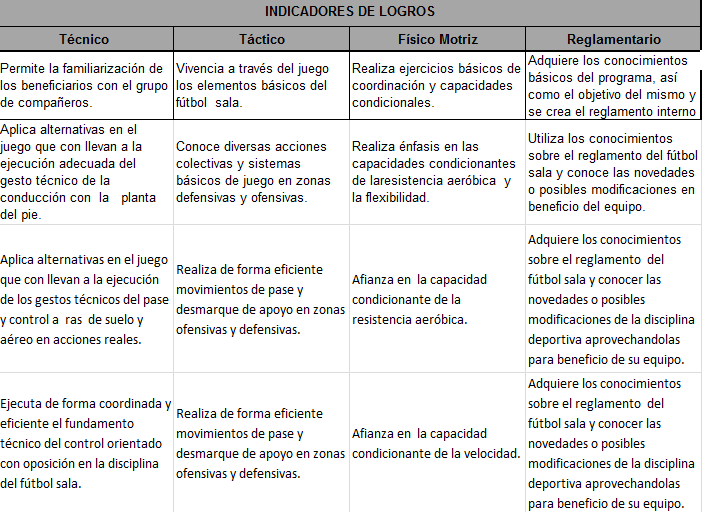 INDICADORES DE LOGROS
Técnico
Táctico
Físico Motriz
Reglamentario
Permite la familiarización de
los beneficiarios con el grupo
de compañeros.
Vivencia a través del juego
los elementos básicos del
fútbol sala.
Realiza ejercicios básicos de
coordinación y capacidades
condicionales.
Adquiere los conocimientos
básicos del programa, así
como el objetivo del mismo y
se crea el reglamento interno
Aplica alternativas en el
juego que con llevan a la
ejecución adecuada del
gesto técnico de la
conducción con la planta
del pie.
Conoce diversas acciones
colectivas y sistemas
básicos de juego en zonas
defensivas y ofensivas.
Realiza énfasis en las
capacidades condicionantes
de laresistencia aeróbica y
la flexibilidad.
Utiliza los conocimientos
sobre el reglamento del fútbol
sala y conoce las novedades
o posibles modificaciones en
beneficio del equipo.
Aplica alternativas en el juego
que con llevan a la ejecución
de los gestos técnicos del pase
y control a ras de suelo y
aéreo en acciones reales.
Realiza de forma eficiente
movimientos de pase y
desmarque de apoyo en zonas
ofensivas y defensivas.
Afianza en la capacidad
condicionante de la
resistencia aeróbica.
Adquiere los conocimientos
sobre el reglamento del
fútbol sala y conocer las
novedades o posibles
modificaciones de la disciplina
deportiva aprovechandolas
para beneficio de su equipo.
Ejecuta de forma coordinada y
eficiente el fundamento
técnico del control orientado
con oposición en la disciplina
del fútbol sala.
Realiza de forma eficiente
movimientos de pase y
desmarque de apoyo en zonas
ofensivas y defensivas.
Afianza en la capacidad
condicionante de la velocidad.
Adquiere los conocimientos
sobre el reglamento del
fútbol sala y conocer las
novedades o posibles
modificaciones de la disciplina
deportiva aprovechandolas
para beneficio de su equipo.